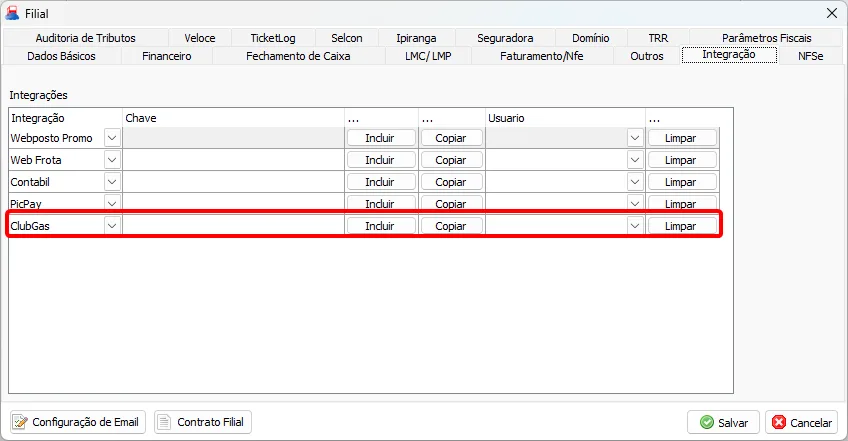 Filial
Auditoria de Tributos Veloce TicketLog Selcon Ipiranga Seguradora Domínio TRR Parâmetros Fiscais
Dados Básicos Financeiro Fechamento de Caixa LMC/ LMP Faturamento/Nfe Outros Integração NFSe
Integrações
Integração Chave ... ... Usuario ...
Webposto Promo Incluir Copiar Limpar
Web Frota Incluir Copiar Limpar
Contabil Incluir Copiar Limpar
PicPay Incluir Copiar Limpar
ClubGas Incluir Copiar Limpar
Configuração de Email Contrato Filial Salvar Cancelar